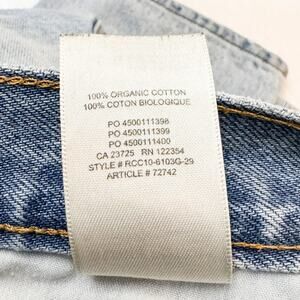 100% ORGANIC COTTON
100% COTON BIOLOGIQUE
PO 4500111398
PO 4500111399
PO 4500111400
CA 23725 RN 122354
STYLE # RCC10-6103G-29
ARTICLE # 72742